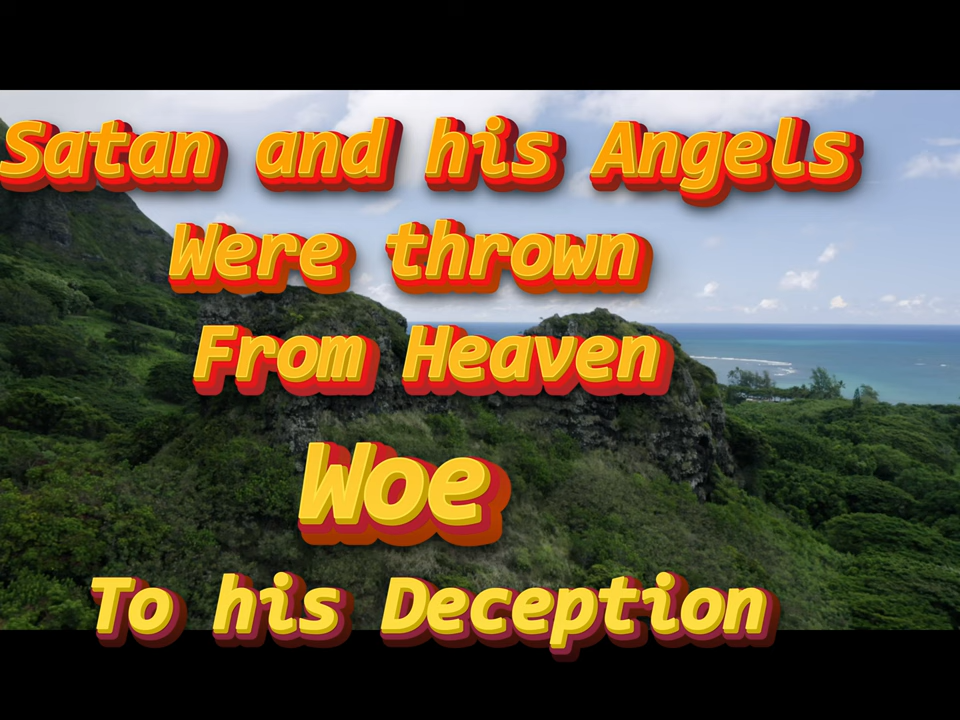 Satan and his Angels
Were thrown
From Heaven
Woe
To his Deception